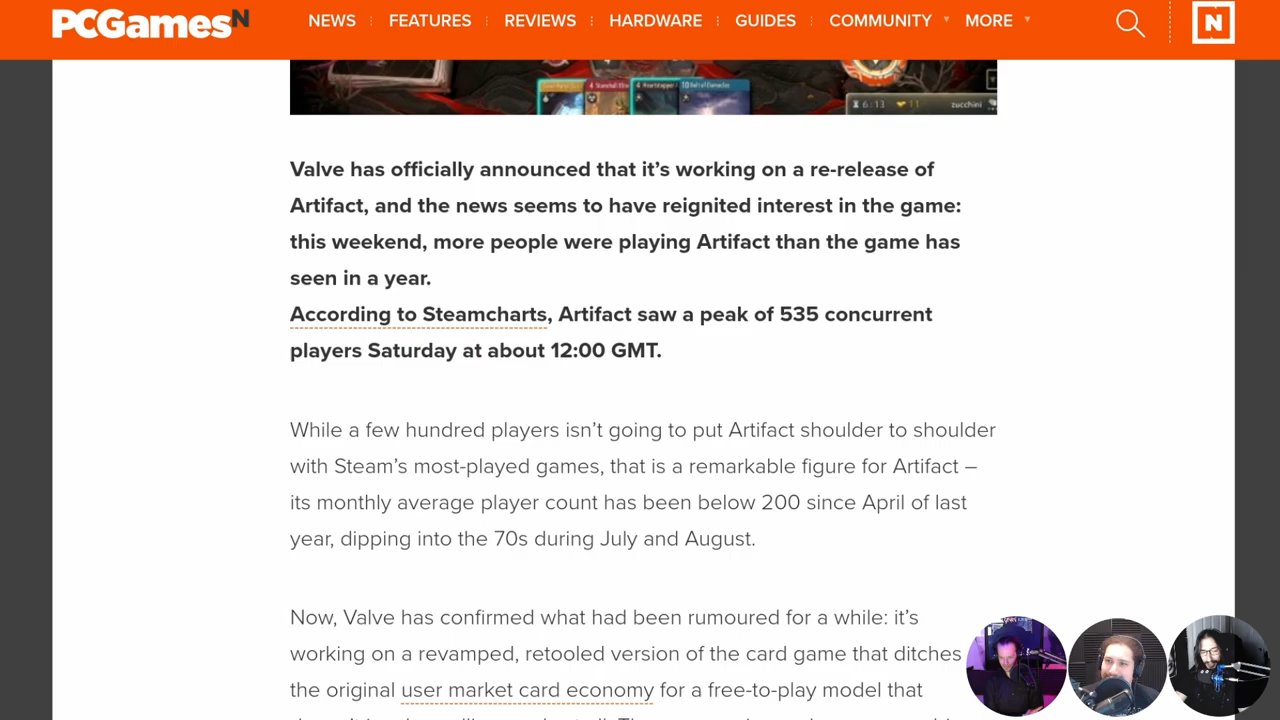 PCGamesN
NEWS FEATURES REVIEWS HARDWARE GUIDES COMMUNITY MORE
N
6:13 11 zucchini
Valve has officially announced that it’s working on a re-release of
Artifact, and the news seems to have reignited interest in the game:
this weekend, more people were playing Artifact than the game has
seen in a year.
According to Steamcharts, Artifact saw a peak of 535 concurrent
players Saturday at about 12:00 GMT.
While a few hundred players isn’t going to put Artifact shoulder to shoulder
with Steam’s most-played games, that is a remarkable figure for Artifact –
its monthly average player count has been below 200 since April of last
year, dipping into the 70s during July and August.
Now, Valve has confirmed what had been rumoured for a while: it’s
working on a revamped, retooled version of the card game that ditches
the original user market card economy for a free-to-play model that